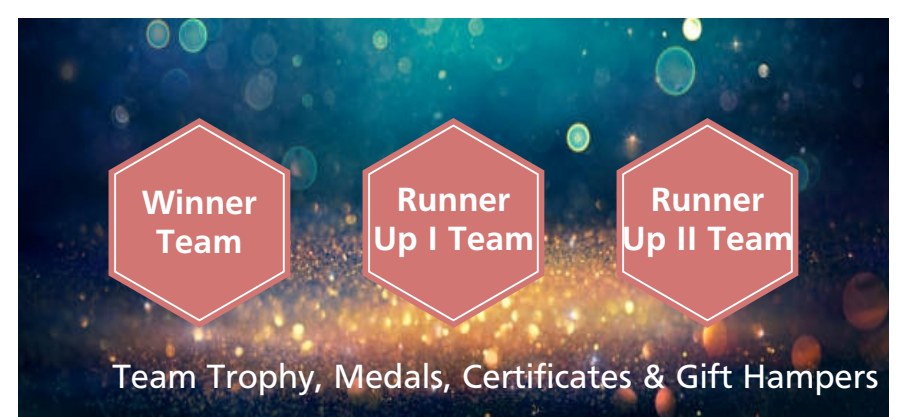 Winner
Team
Runner
Up I Team
Runner
Up II Team
Team Trophy, Medals, Certificates & Gift Hampers